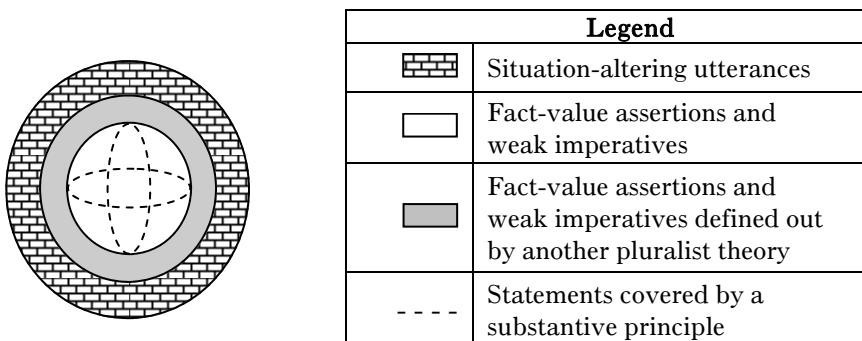 Legend
Situation-altering utterances
Fact-value assertions and
weak imperatives
Fact-value assertions and
weak imperatives defined out
by another pluralist theory
Statements covered by a
substantive principle